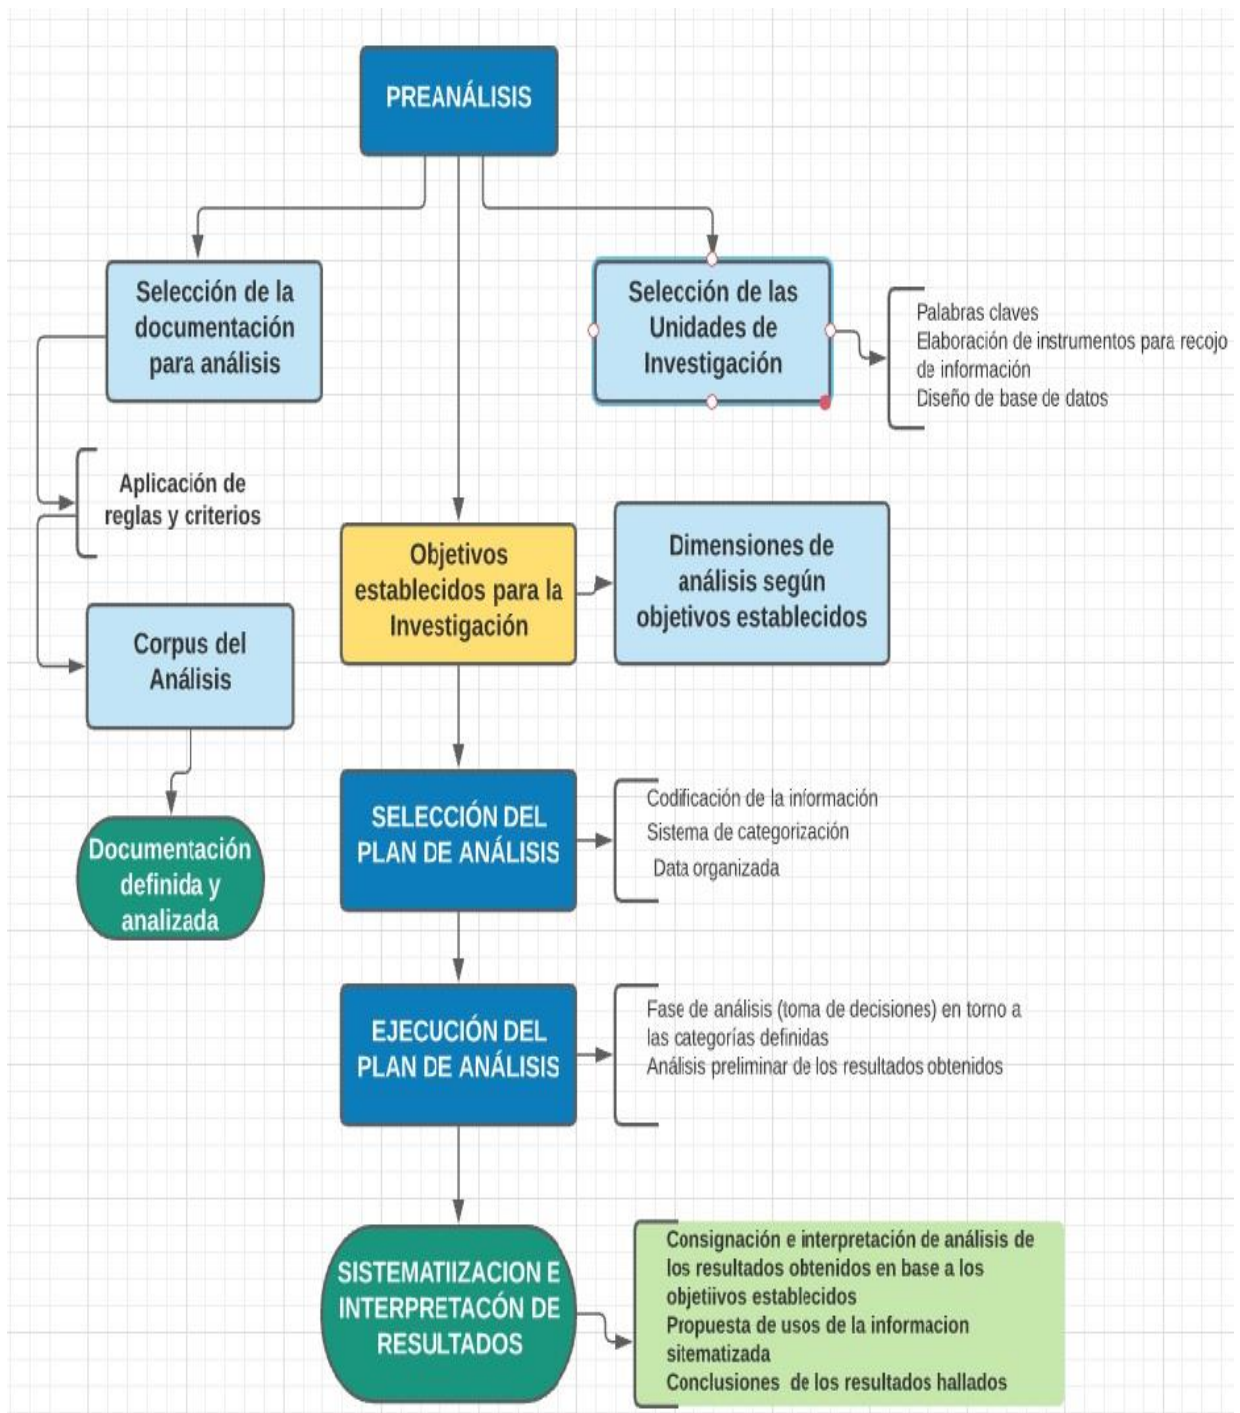 PREANÁLISIS
Selección de la
documentación
para análisis
Selección de las
Unidades de
Investigación
Palabras claves
Elaboración de instrumentos para recojo
de información
Diseño de base de datos
Aplicación de
reglas y criterios
Objetivos
establecidos para la
Investigación
Dimensiones de
análisis según
objetivos establecidos
Corpus del
Análisis
Documentación
definida y
analizada
SELECCIÓN DEL
PLAN DE ANÁLISIS
Codificación de la información
Sistema de categorización
Data organizada
EJECUCIÓN DEL
PLAN DE ANÁLISIS
Fase de análisis (toma de decisiones) en torno a
las categorías definidas
Análisis preliminar de los resultados obtenidos
SISTEMATIIZACION E
INTERPRETACÓN DE
RESULTADOS
Consignación e interpretación de análisis de
los resultados obtenidos en base a los
objetiivos establecidos
Propuesta de usos de la informacion
sitematizada
Conclusiones de los resultados hallados